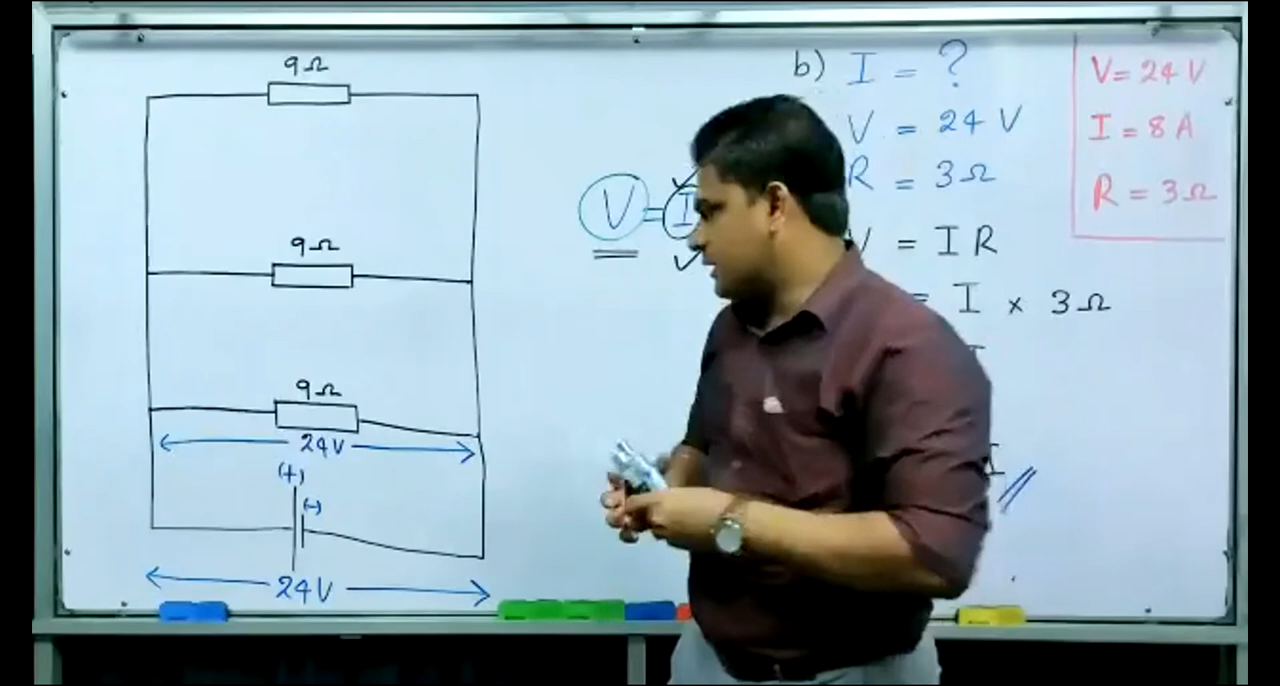 9Ω
9Ω
9Ω
24V
(+)
(-)
24V
V = I
b) I = ?
V = 24 V
R = 3Ω
V = I R
= I × 3Ω
I
I
V = 24 V
I = 8 A
R = 3Ω